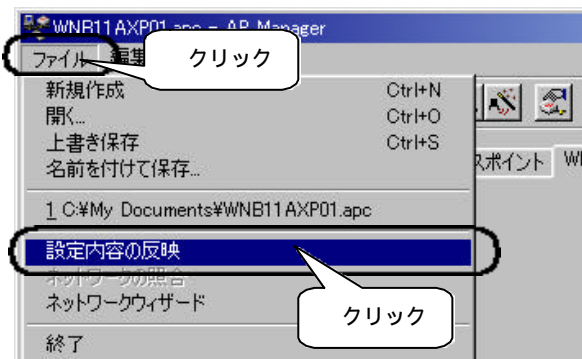 WNB11AXP01.apc - AP Manager
ファイル 編集
クリック
新規作成 Ctrl+N
開く... Ctrl+O
上書き保存 Ctrl+S
名前を付けて保存...
スポイント
1 C:¥My Documents¥WNB11AXP01.apc
設定内容の反映
ネットワークの照合
ネットワークウィザード
クリック
終了